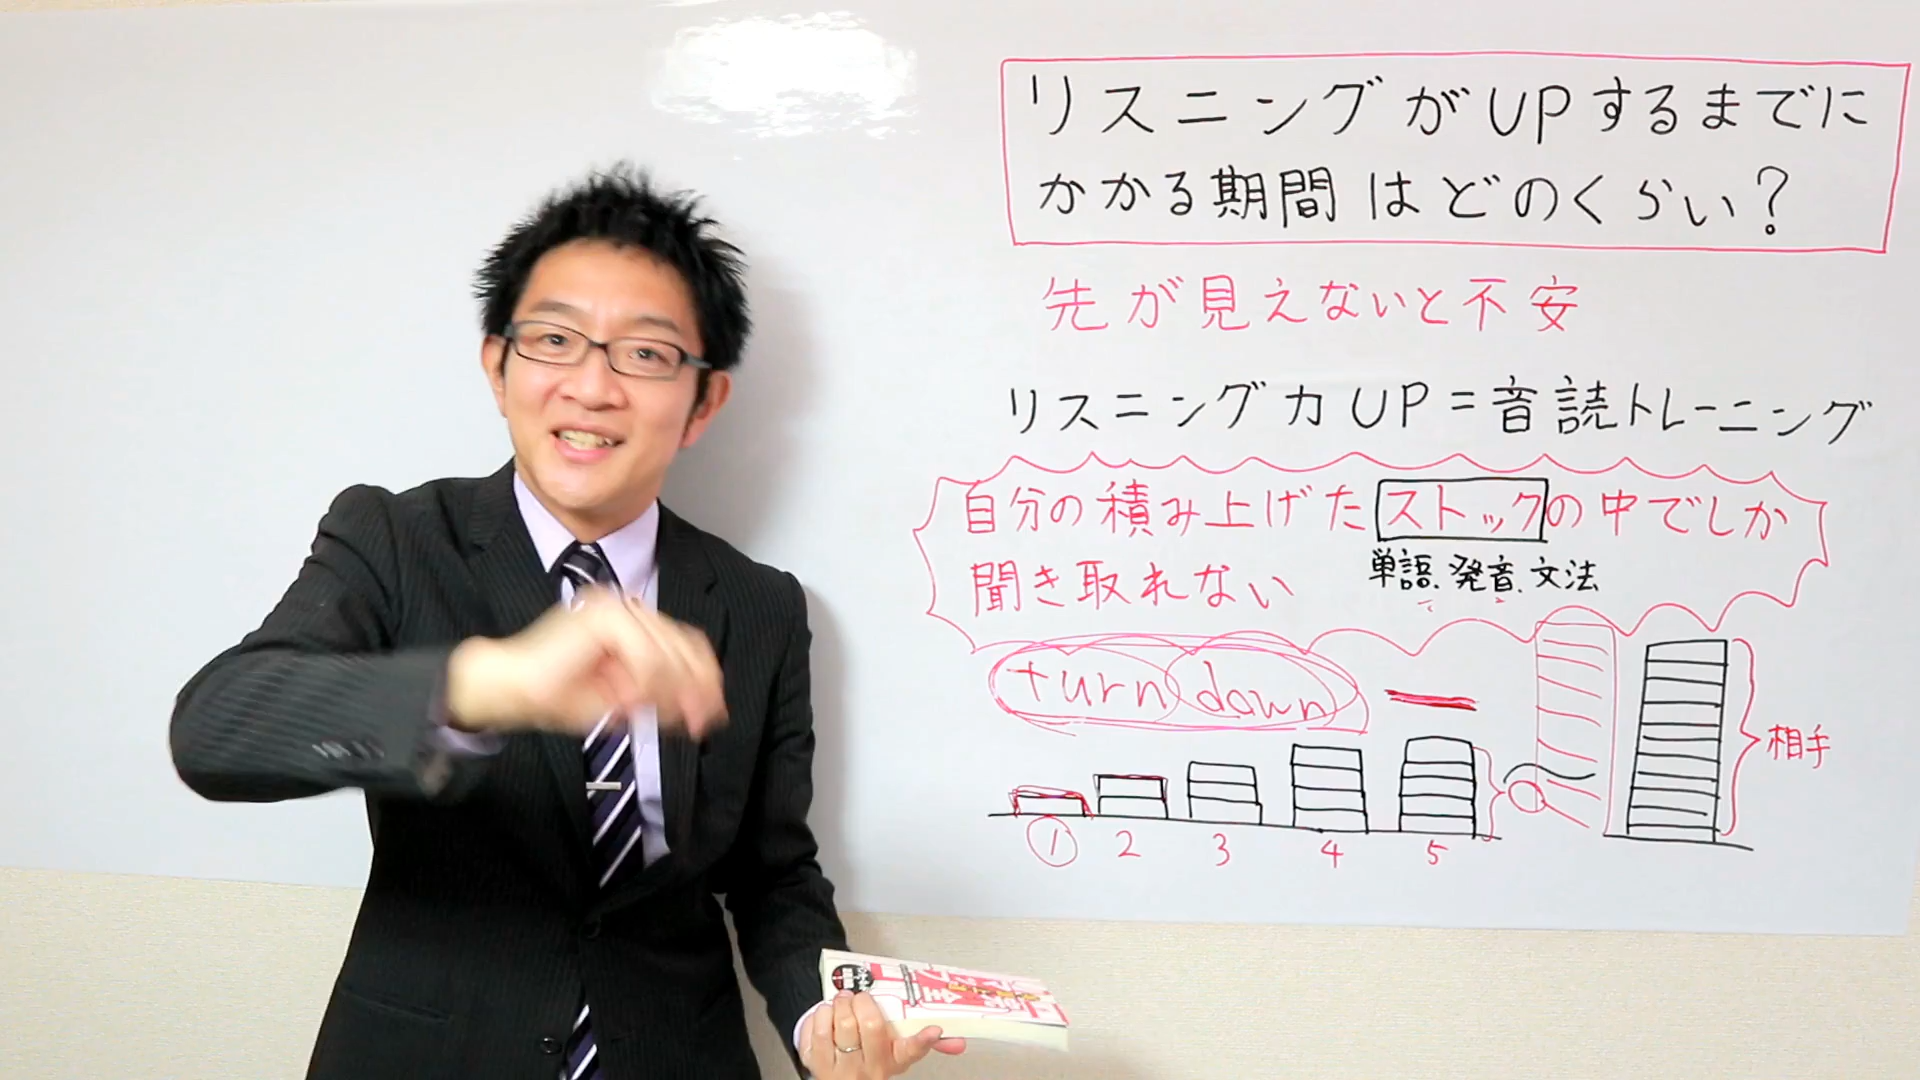 リスニングがUPするまでに
かかる期間はどのくらい?
先が見えないと不安
リスニング力UP=音読トレーニング
自分の積み上げたストックの中でしか
聞き取れない
単語、発音、文法
turn down
相手
1 2 3 4 5